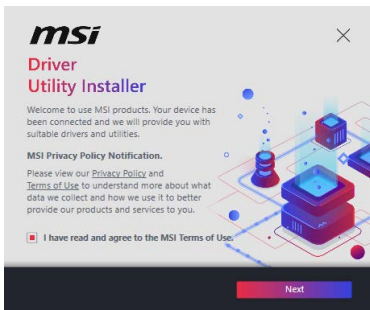 msi
Driver
Utility Installer
Welcome to use MSI products. Your device has
been connected and we will provide you with
suitable drivers and utilities.
MSI Privacy Policy Notification.
Please view our Privacy Policy and
Terms of Use to understand more about what
data we collect and how we use it to better
provide our products and services to you.
I have read and agree to the MSI Terms of Use.
Next